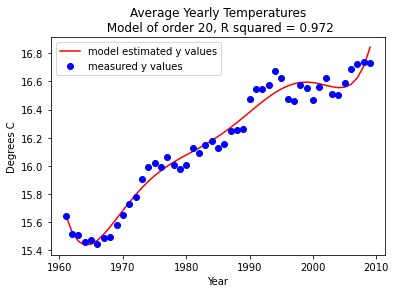 Average Yearly Temperatures
Model of order 20, R squared = 0.972
model estimated y values
measured y values
Degrees C
16.8
16.6
16.4
16.2
16.0
15.8
15.6
15.4
1960 1970 1980 1990 2000 2010
Year